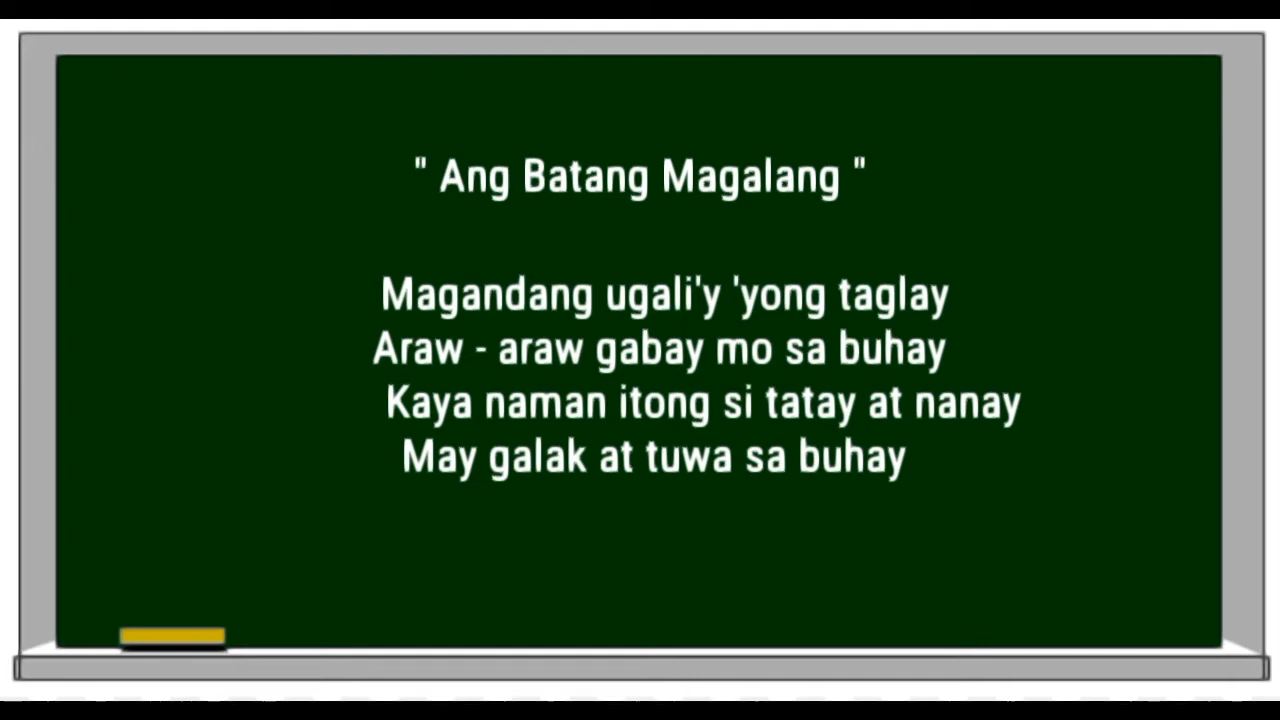 " Ang Batang Magalang "
Magandang ugali'y 'yong taglay
Araw - araw gabay mo sa buhay
Kaya naman itong si tatay at nanay
May galak at tuwa sa buhay